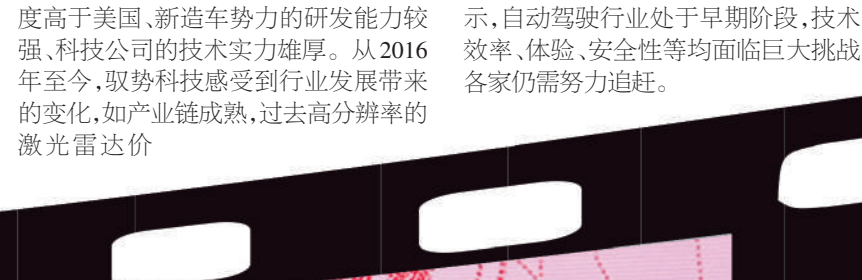 度高于美国、新造车势力的研发能力较
强、科技公司的技术实力雄厚。从2016
年至今,驭势科技感受到行业发展带来
的变化,如产业链成熟,过去高分辨率的
激光雷达价
示,自动驾驶行业处于早期阶段,技术
效率、体验、安全性等均面临巨大挑战
各家仍需努力追赶。